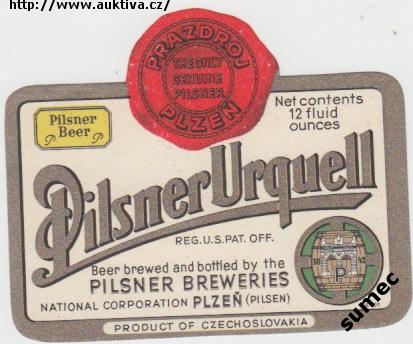 http://www.auktiva.cz/
PRAZDROJ
THE ONLY
GENUINE
PILSNER
PLZEŇ
Pilsner
Beer
P P
Net contents
12 fluid
ounces
Pilsner Urquell
REG. U.S. PAT. OFF.
Beer brewed and bottled by the
PILSNER BREWERIES
NATIONAL CORPORATION PLZEŇ (PILSEN)
PRODUCT OF CZECHOSLOVAKIA
P
sumec